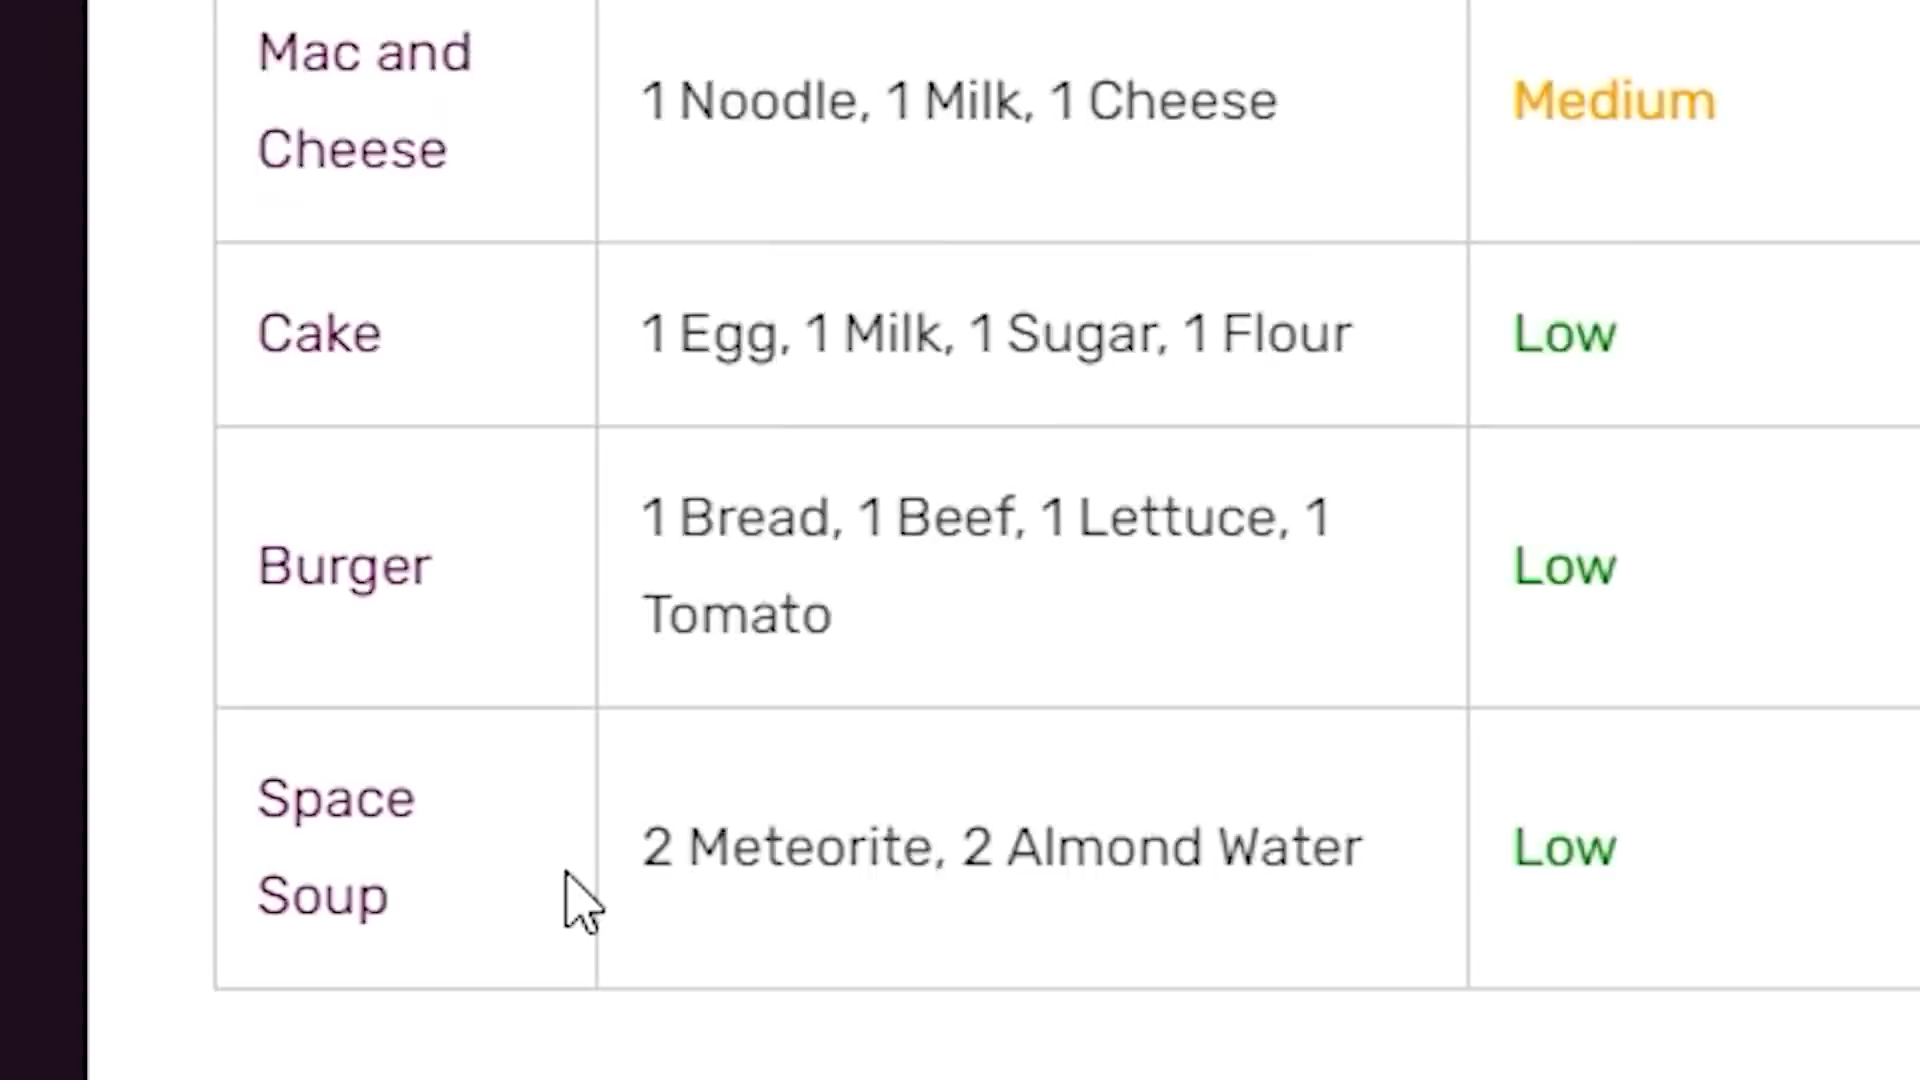 Mac and
Cheese
1 Noodle, 1 Milk, 1 Cheese
Medium
Cake
1 Egg, 1 Milk, 1 Sugar, 1 Flour
Low
Burger
1 Bread, 1 Beef, 1 Lettuce, 1
Tomato
Low
Space
Soup
2 Meteorite, 2 Almond Water
Low